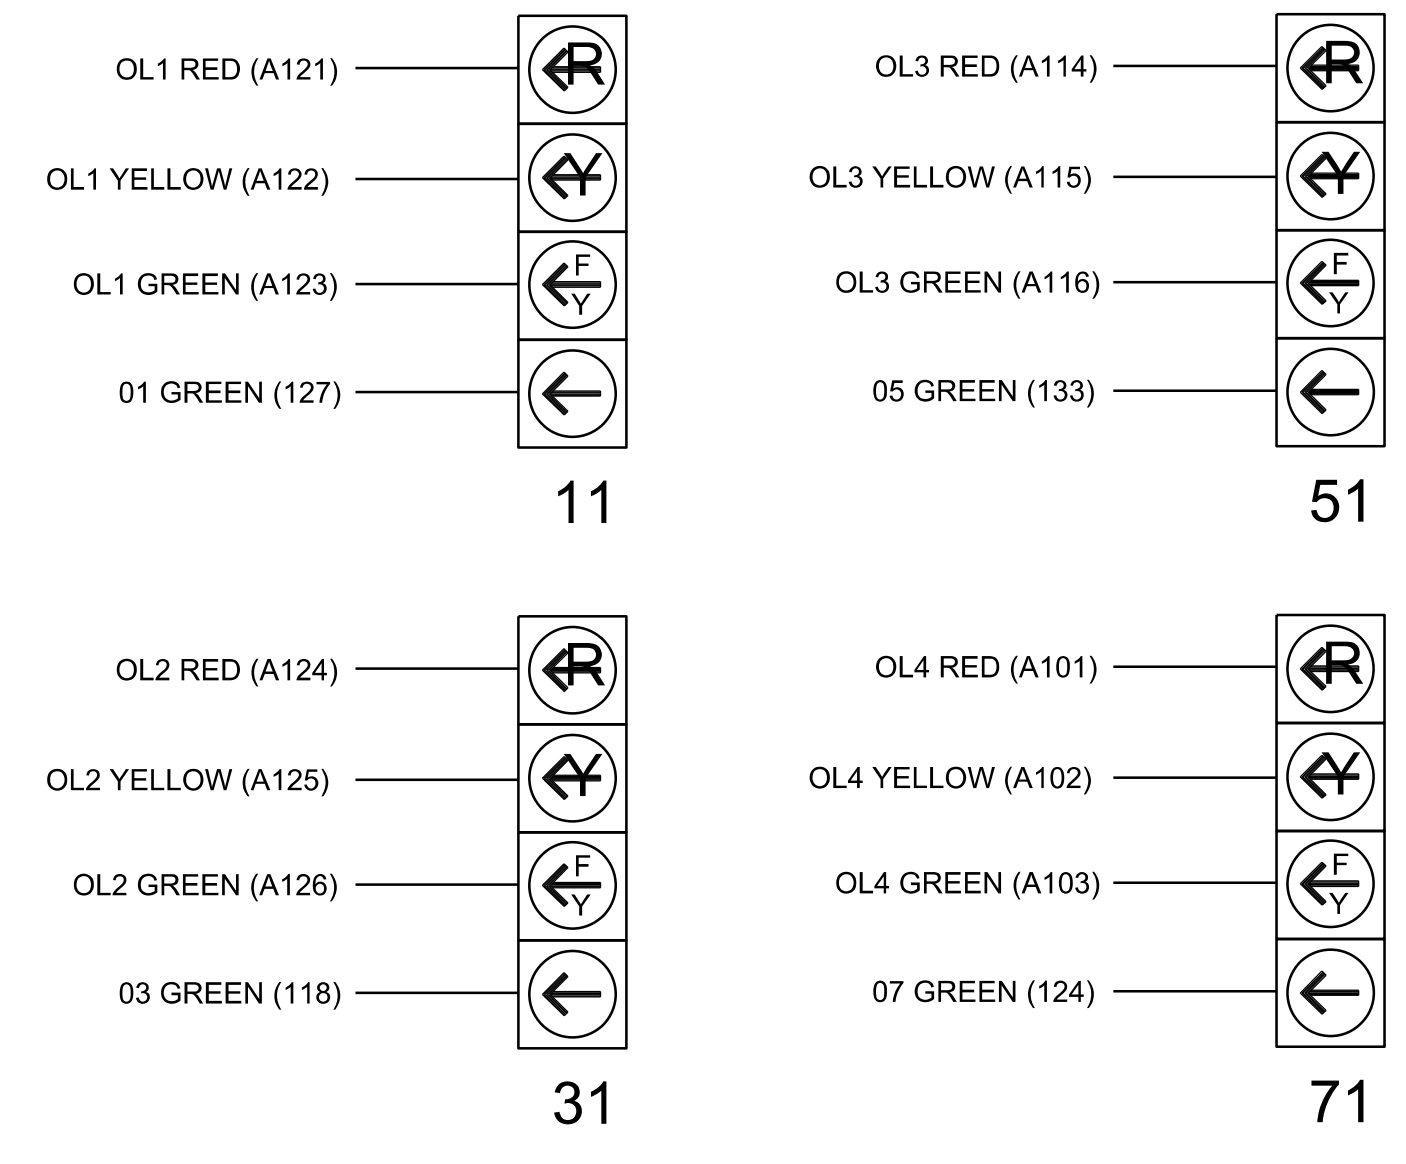 OL1 RED (A121)
R
OL1 YELLOW (A122)
Y
OL1 GREEN (A123)
F
Y
01 GREEN (127)
11
OL3 RED (A114)
R
OL3 YELLOW (A115)
Y
OL3 GREEN (A116)
F
Y
05 GREEN (133)
51
OL2 RED (A124)
R
OL2 YELLOW (A125)
Y
OL2 GREEN (A126)
F
Y
03 GREEN (118)
31
OL4 RED (A101)
R
OL4 YELLOW (A102)
Y
OL4 GREEN (A103)
F
Y
07 GREEN (124)
71